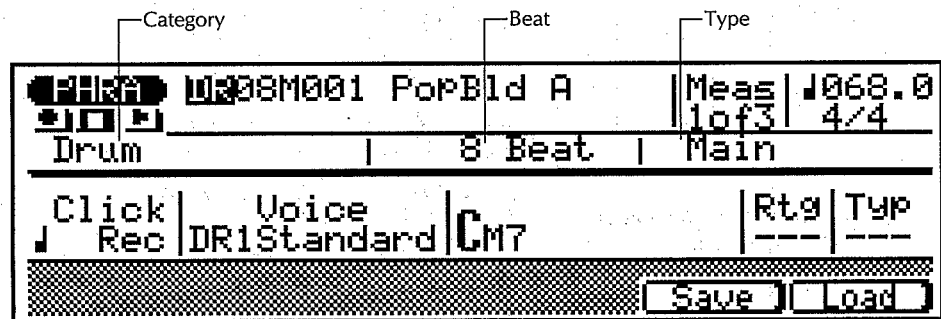 Category Beat Type
PHRA DR08M001 PopBld A Meas ♩068.0
1of3 4/4
Drum 8 Beat Main
Click Voice CM7 Rtg Typ
♩ Rec DR1Standard --- ---
Save Load